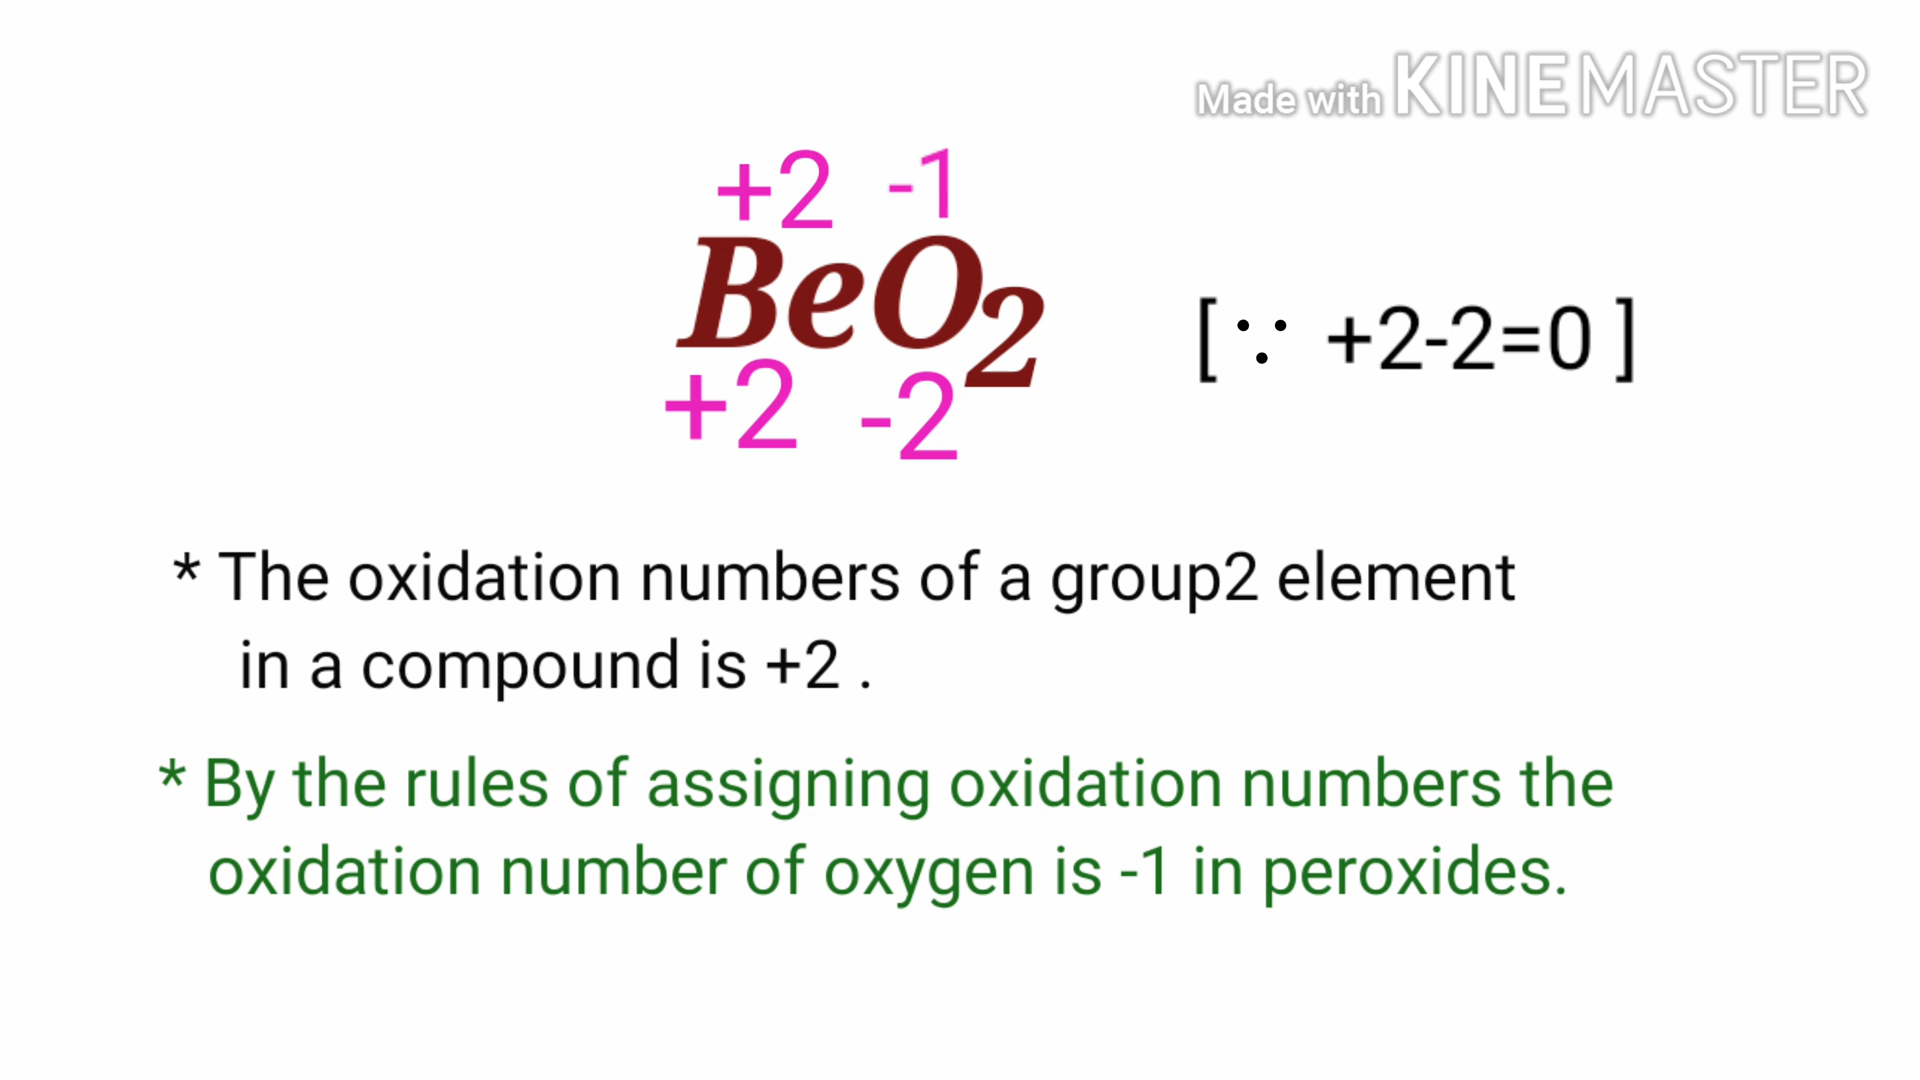 Made with KINEMASTER
+2 -1
BeO₂
[ ∵ +2-2=0 ]
+2 -2
* The oxidation numbers of a group2 element
in a compound is +2 .
* By the rules of assigning oxidation numbers the
oxidation number of oxygen is -1 in peroxides.